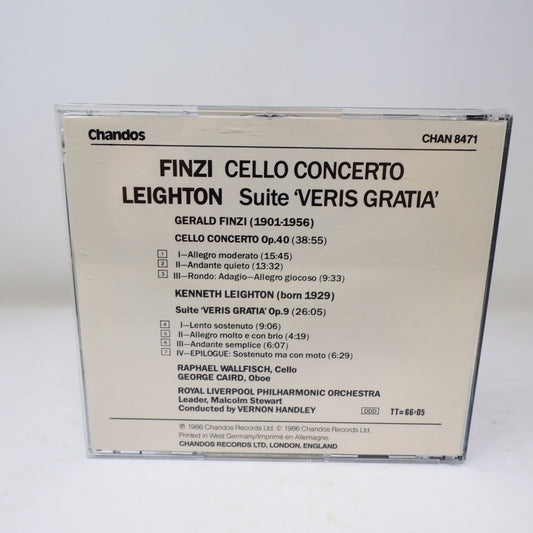 Chandos CHAN 8471
FINZI CELLO CONCERTO
LEIGHTON Suite ‘VERIS GRATIA’
GERALD FINZI (1901-1956)
CELLO CONCERTO Op.40 (38:55)
1 I—Allegro moderato (15:45)
2 II—Andante quieto (13:32)
3 III—Rondo: Adagio—Allegro giocoso (9:33)
KENNETH LEIGHTON (born 1929)
Suite ‘VERIS GRATIA’ Op.9 (26:05)
4 I—Lento sostenuto (9:06)
5 II—Allegro molto e con brio (4:19)
6 III—Andante semplice (6:07)
7 IV—EPILOGUE: Sostenuto ma con moto (6:29)
RAPHAEL WALLFISCH, Cello
GEORGE CAIRD, Oboe
ROYAL LIVERPOOL PHILHARMONIC ORCHESTRA
Leader, Malcolm Stewart
Conducted by VERNON HANDLEY DDD TT=66:05
℗ 1986 Chandos Records Ltd. © 1986 Chandos Records Ltd.
Printed in West Germany/Imprimé en Allemagne.
CHANDOS RECORDS LTD, LONDON, ENGLAND